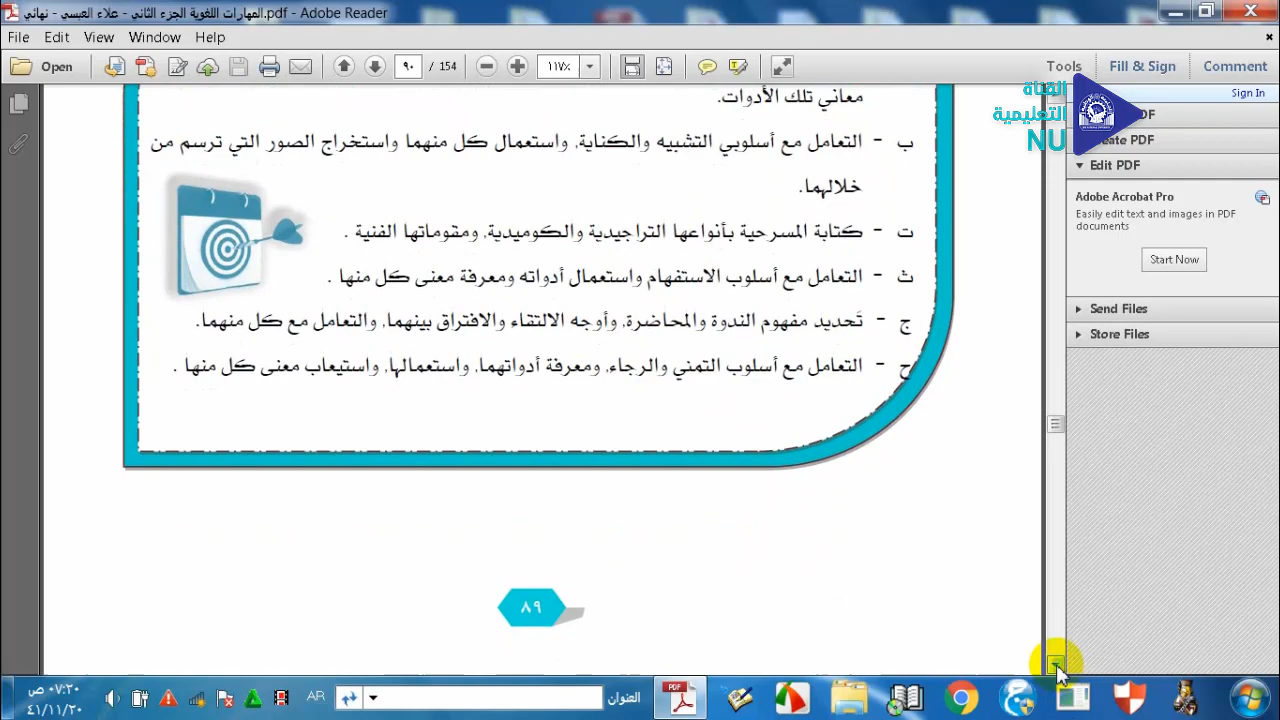 المهارات اللغوية الجزء الثاني - علاء العبسي - نهائي.pdf - Adobe Reader
File Edit View Window Help
Open ٩٠ / 154 ١١٧٪ Tools Fill & Sign Comment
Sign In
القناة
التعليمية
NU
Edit PDF
Adobe Acrobat Pro
Easily edit text and images in PDF
documents
Start Now
Send Files
Store Files
معاني تلك الأدوات.
ب - التعامل مع أسلوبي التشبيه والكناية، واستعمال كل منهما واستخراج الصور التي ترسم من
خلالهما.
ت - كتابة المسرحية بأنواعها التراجيدية والكوميدية، ومقوماتها الفنية .
ث - التعامل مع أسلوب الاستفهام واستعمال أدواته ومعرفة معنى كل منها .
ج - تَحديد مفهوم الندوة والمحاضرة، وأوجه الالتقاء والافتراق بينهما، والتعامل مع كل منهما.
ح - التعامل مع أسلوب التمني والرجاء، ومعرفة أدواتهما، واستعمالها، واستيعاب معنى كل منها .
٨٩
العنوان
AR
٠٧:٢٠ ص
٤١/١١/٢٠